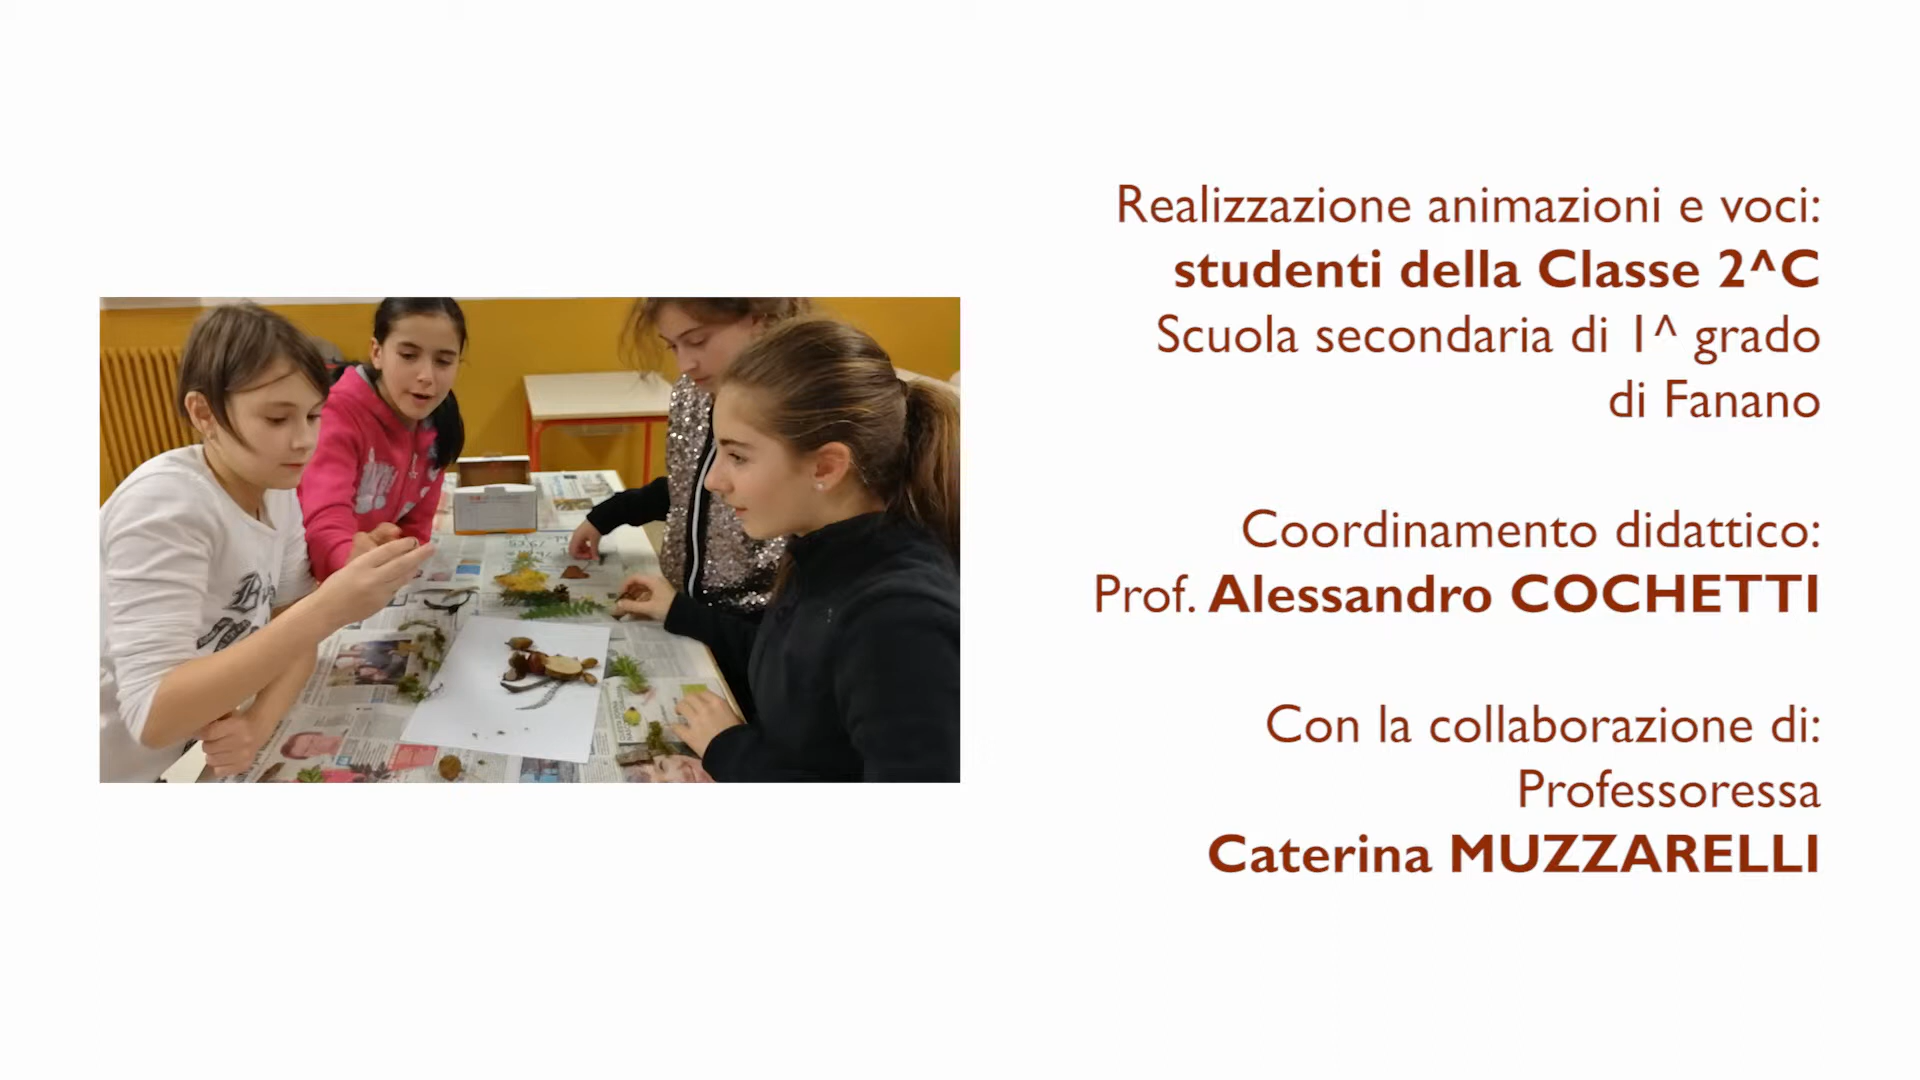 Realizzazione animazioni e voci:
studenti della Classe 2^C
Scuola secondaria di 1^ grado
di Fanano
Coordinamento didattico:
Prof. Alessandro COCHETTI
Con la collaborazione di:
Professoressa
Caterina MUZZARELLI